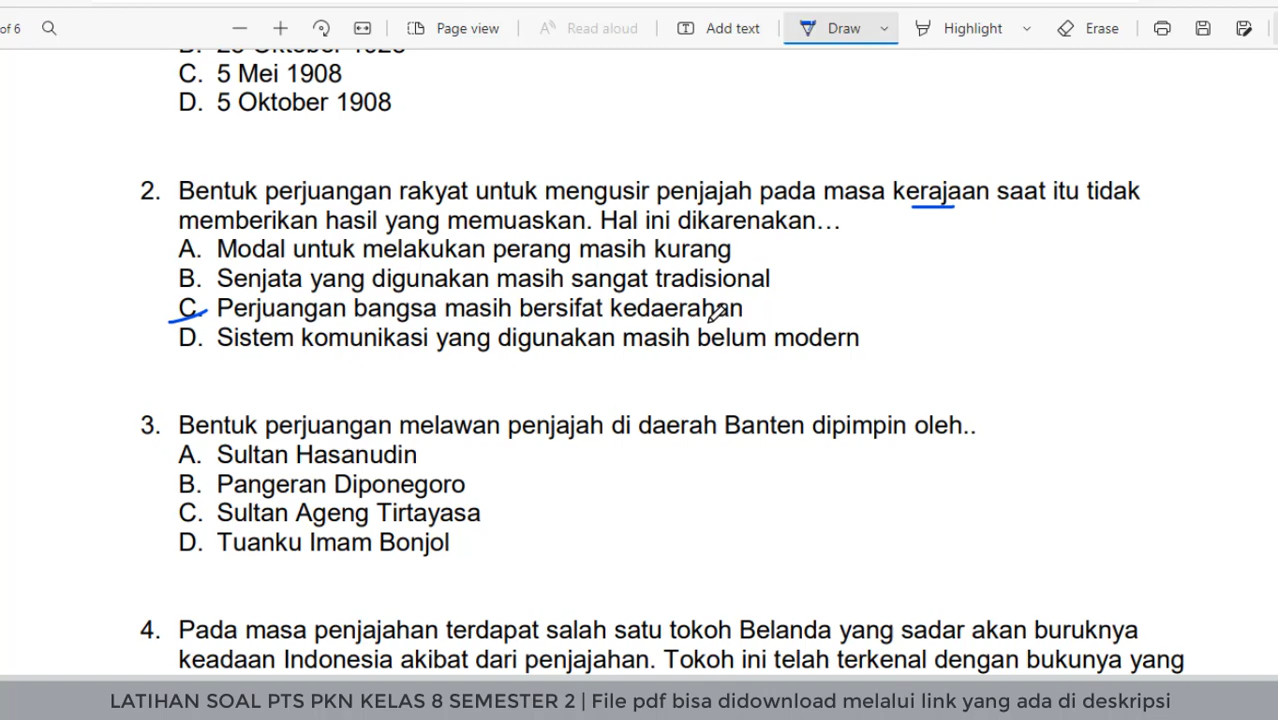 of 6
Page view
Read aloud
Add text
Draw
Highlight
Erase
C. 5 Mei 1908
D. 5 Oktober 1908
2. Bentuk perjuangan rakyat untuk mengusir penjajah pada masa kerajaan saat itu tidak
memberikan hasil yang memuaskan. Hal ini dikarenakan…
A. Modal untuk melakukan perang masih kurang
B. Senjata yang digunakan masih sangat tradisional
C. Perjuangan bangsa masih bersifat kedaerahan
D. Sistem komunikasi yang digunakan masih belum modern
3. Bentuk perjuangan melawan penjajah di daerah Banten dipimpin oleh..
A. Sultan Hasanudin
B. Pangeran Diponegoro
C. Sultan Ageng Tirtayasa
D. Tuanku Imam Bonjol
4. Pada masa penjajahan terdapat salah satu tokoh Belanda yang sadar akan buruknya
keadaan Indonesia akibat dari penjajahan. Tokoh ini telah terkenal dengan bukunya yang
LATIHAN SOAL PTS PKN KELAS 8 SEMESTER 2 | File pdf bisa didownload melalui link yang ada di deskripsi